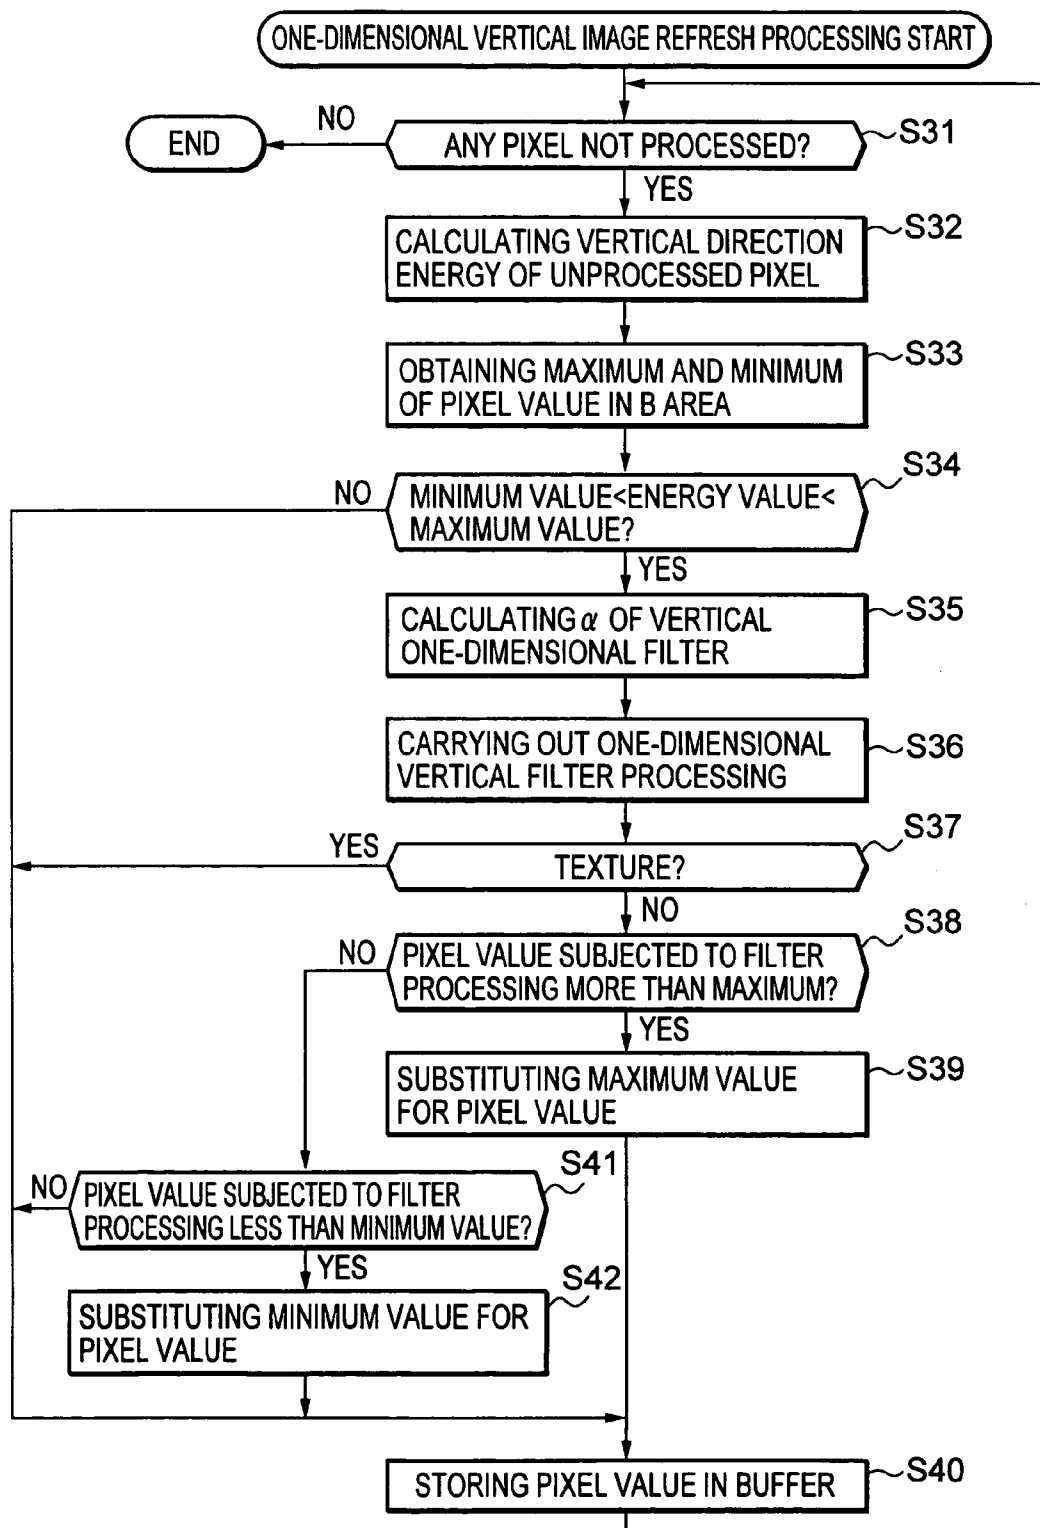 ONE-DIMENSIONAL VERTICAL IMAGE REFRESH PROCESSING START
NO
END
ANY PIXEL NOT PROCESSED?
S31
YES
CALCULATING VERTICAL DIRECTION
ENERGY OF UNPROCESSED PIXEL
S32
OBTAINING MAXIMUM AND MINIMUM
OF PIXEL VALUE IN B AREA
S33
NO
MINIMUM VALUE<ENERGY VALUE<
MAXIMUM VALUE?
S34
YES
CALCULATING α OF VERTICAL
ONE-DIMENSIONAL FILTER
S35
CARRYING OUT ONE-DIMENSIONAL
VERTICAL FILTER PROCESSING
S36
YES
TEXTURE?
S37
NO
NO
PIXEL VALUE SUBJECTED TO FILTER
PROCESSING MORE THAN MAXIMUM?
S38
YES
SUBSTITUTING MAXIMUM VALUE
FOR PIXEL VALUE
S39
NO
PIXEL VALUE SUBJECTED TO FILTER
PROCESSING LESS THAN MINIMUM VALUE?
S41
YES
SUBSTITUTING MINIMUM VALUE FOR
PIXEL VALUE
S42
STORING PIXEL VALUE IN BUFFER
S40